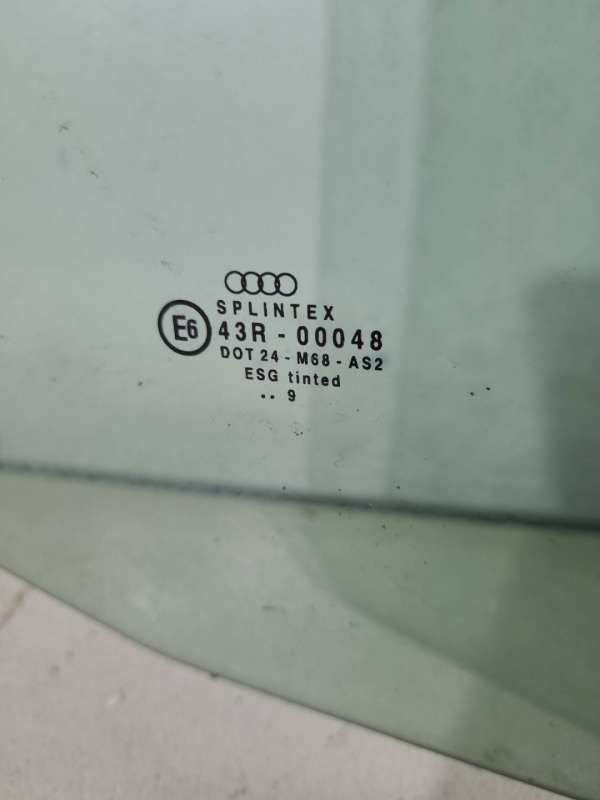 SPLINTEX
E6 43R - 00048
DOT 24 - M68 - AS2
ESG tinted
.. 9